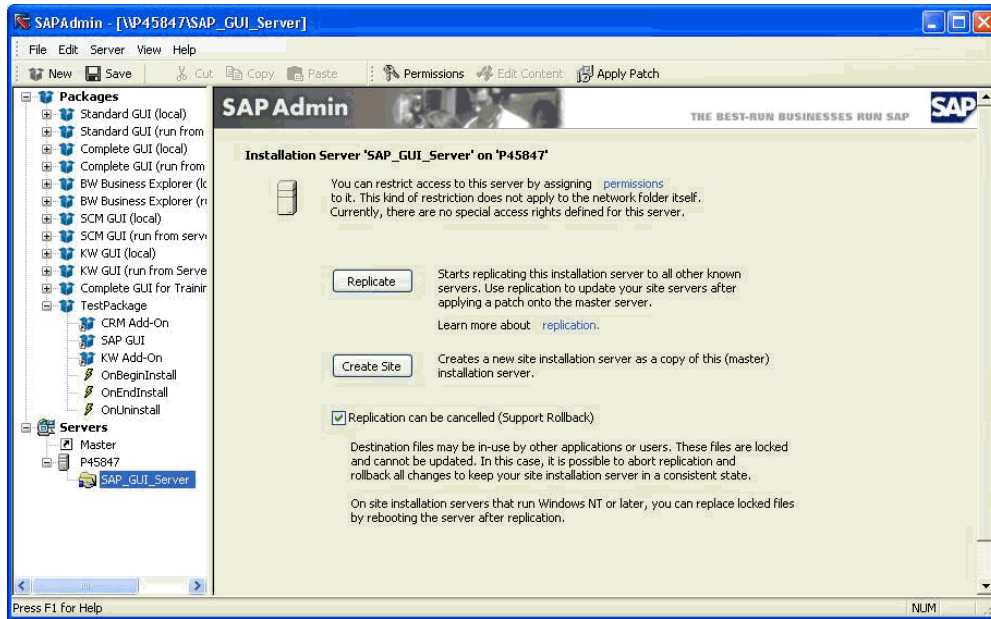 SAPAdmin - [\\P45847\SAP_GUI_Server]
File Edit Server View Help
New Save Cut Copy Paste Permissions Edit Content Apply Patch
Packages
Standard GUI (local)
Standard GUI (run from
Complete GUI (local)
Complete GUI (run from
BW Business Explorer (lc
BW Business Explorer (ru
SCM GUI (local)
SCM GUI (run from serve
KW GUI (local)
KW GUI (run from Serve
Complete GUI for Trainir
TestPackage
CRM Add-On
SAP GUI
KW Add-On
OnBeginInstall
OnEndInstall
OnUninstall
Servers
Master
P45847
SAP_GUI_Server
SAP Admin
THE BEST-RUN BUSINESSES RUN SAP
SAP
Installation Server 'SAP_GUI_Server' on 'P45847'
You can restrict access to this server by assigning permissions
to it. This kind of restriction does not apply to the network folder itself.
Currently, there are no special access rights defined for this server.
Replicate
Starts replicating this installation server to all other known
servers. Use replication to update your site servers after
applying a patch onto the master server.
Learn more about replication.
Create Site
Creates a new site installation server as a copy of this (master)
installation server.
Replication can be cancelled (Support Rollback)
Destination files may be in-use by other applications or users. These files are locked
and cannot be updated. In this case, it is possible to abort replication and
rollback all changes to keep your site installation server in a consistent state.
On site installation servers that run Windows NT or later, you can replace locked files
by rebooting the server after replication.
Press F1 for Help
NUM